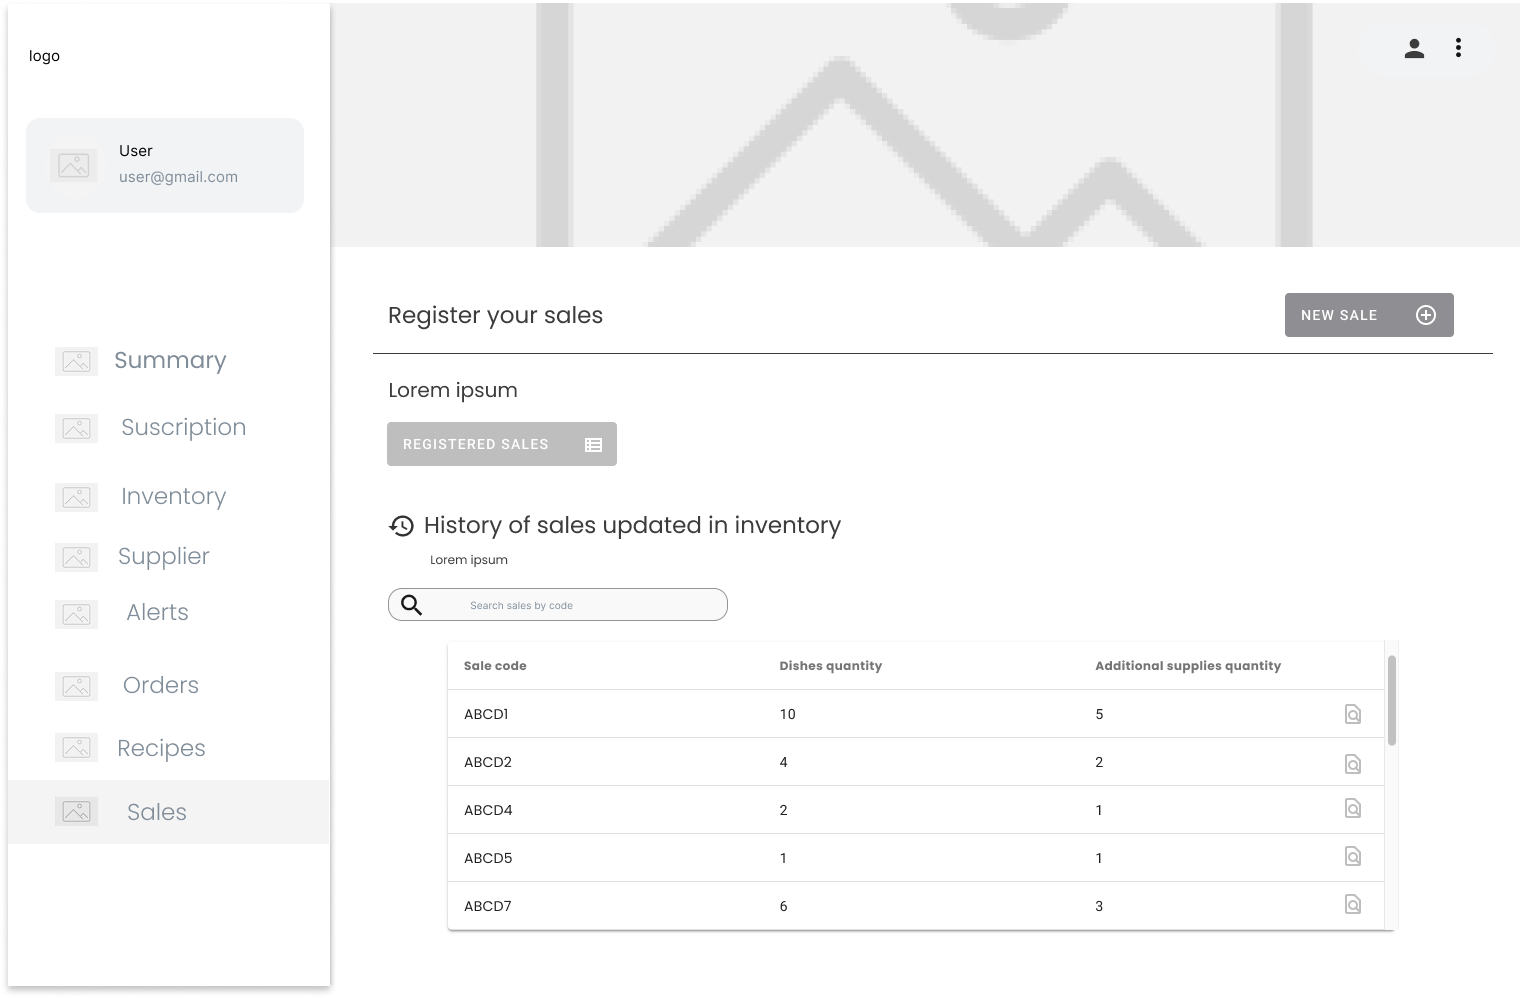 logo
User
user@gmail.com
Summary
Suscription
Inventory
Supplier
Alerts
Orders
Recipes
Sales
Register your sales
NEW SALE
Lorem ipsum
REGISTERED SALES
History of sales updated in inventory
Lorem ipsum
Search sales by code
Sale code Dishes quantity Additional supplies quantity
ABCD1 10 5
ABCD2 4 2
ABCD4 2 1
ABCD5 1 1
ABCD7 6 3